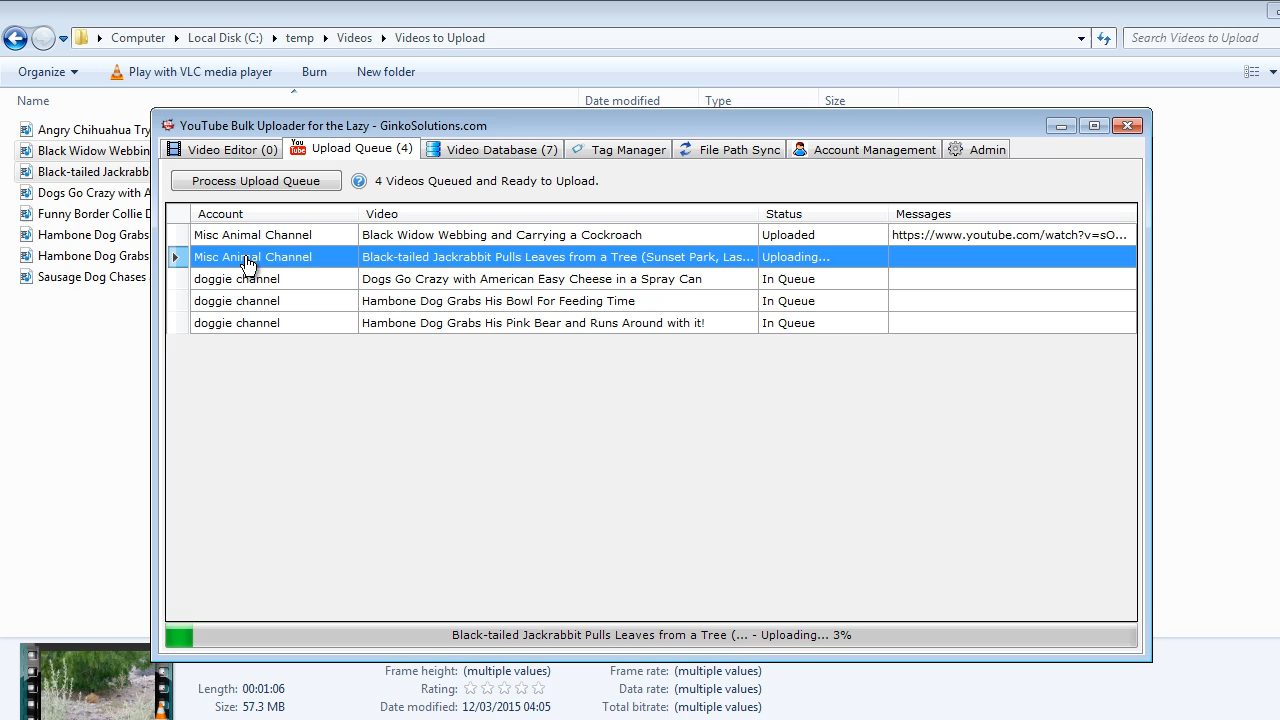 Computer Local Disk (C:) temp Videos Videos to Upload Search Videos to Upload
Organize Play with VLC media player Burn New folder
Name Date modified Type Size
Angry Chihuahua Try
Black Widow Webbin
Black-tailed Jackrabb
Dogs Go Crazy with A
Funny Border Collie D
Hambone Dog Grabs
Hambone Dog Grabs
Sausage Dog Chases
YouTube Bulk Uploader for the Lazy - GinkoSolutions.com
Video Editor (0) You Tube Upload Queue (4) Video Database (7) Tag Manager File Path Sync Account Management Admin
Process Upload Queue ? 4 Videos Queued and Ready to Upload.
Account Video Status Messages
Misc Animal Channel Black Widow Webbing and Carrying a Cockroach Uploaded https://www.youtube.com/watch?v=sO...
Misc Animal Channel Black-tailed Jackrabbit Pulls Leaves from a Tree (Sunset Park, Las... Uploading...
doggie channel Dogs Go Crazy with American Easy Cheese in a Spray Can In Queue
doggie channel Hambone Dog Grabs His Bowl For Feeding Time In Queue
doggie channel Hambone Dog Grabs His Pink Bear and Runs Around with it! In Queue
Black-tailed Jackrabbit Pulls Leaves from a Tree (... - Uploading... 3%
Frame height: (multiple values) Frame rate: (multiple values)
Length: 00:01:06 Rating: Data rate: (multiple values)
Size: 57.3 MB Date modified: 12/03/2015 04:05 Total bitrate: (multiple values)